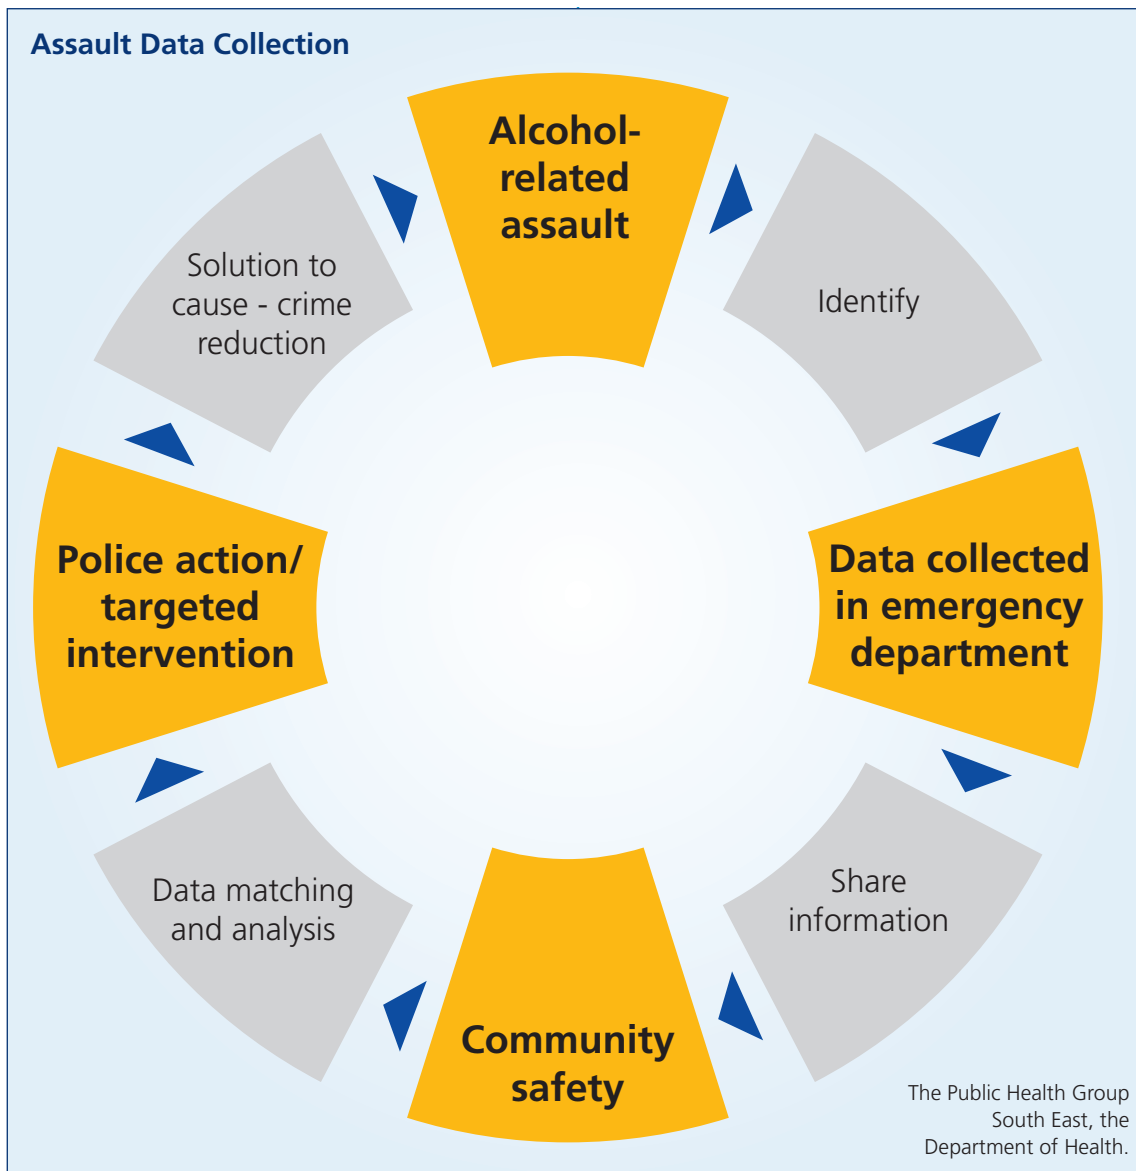 Assault Data Collection
Alcohol-
related
assault
Identify
Data collected
in emergency
department
Share
information
Community
safety
Data matching
and analysis
Police action/
targeted
intervention
Solution to
cause - crime
reduction
The Public Health Group
South East, the
Department of Health.